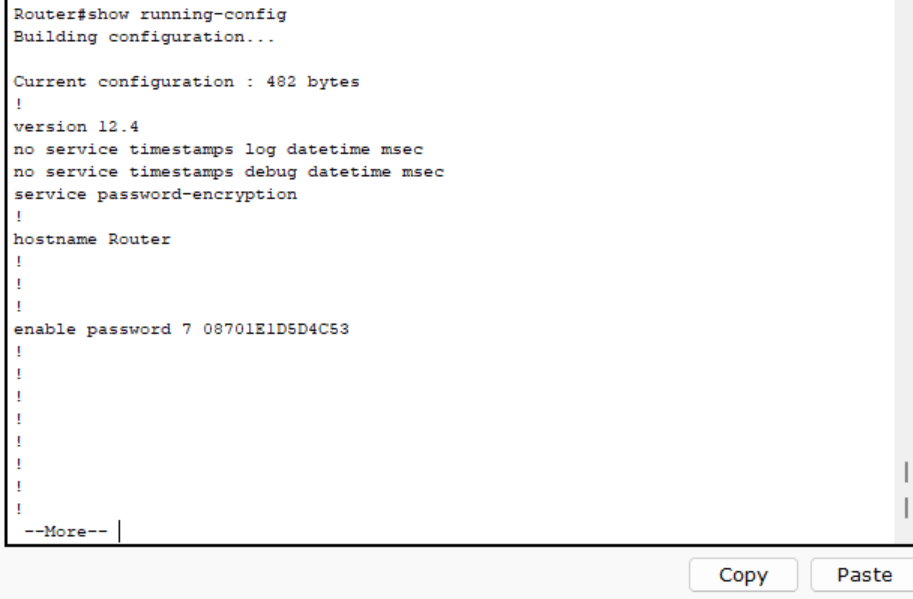 Router#show running-config
Building configuration...
Current configuration : 482 bytes
!
version 12.4
no service timestamps log datetime msec
no service timestamps debug datetime msec
service password-encryption
!
hostname Router
!
!
!
enable password 7 08701E1D5D4C53
!
!
!
!
!
!
!
!
--More--
Copy Paste